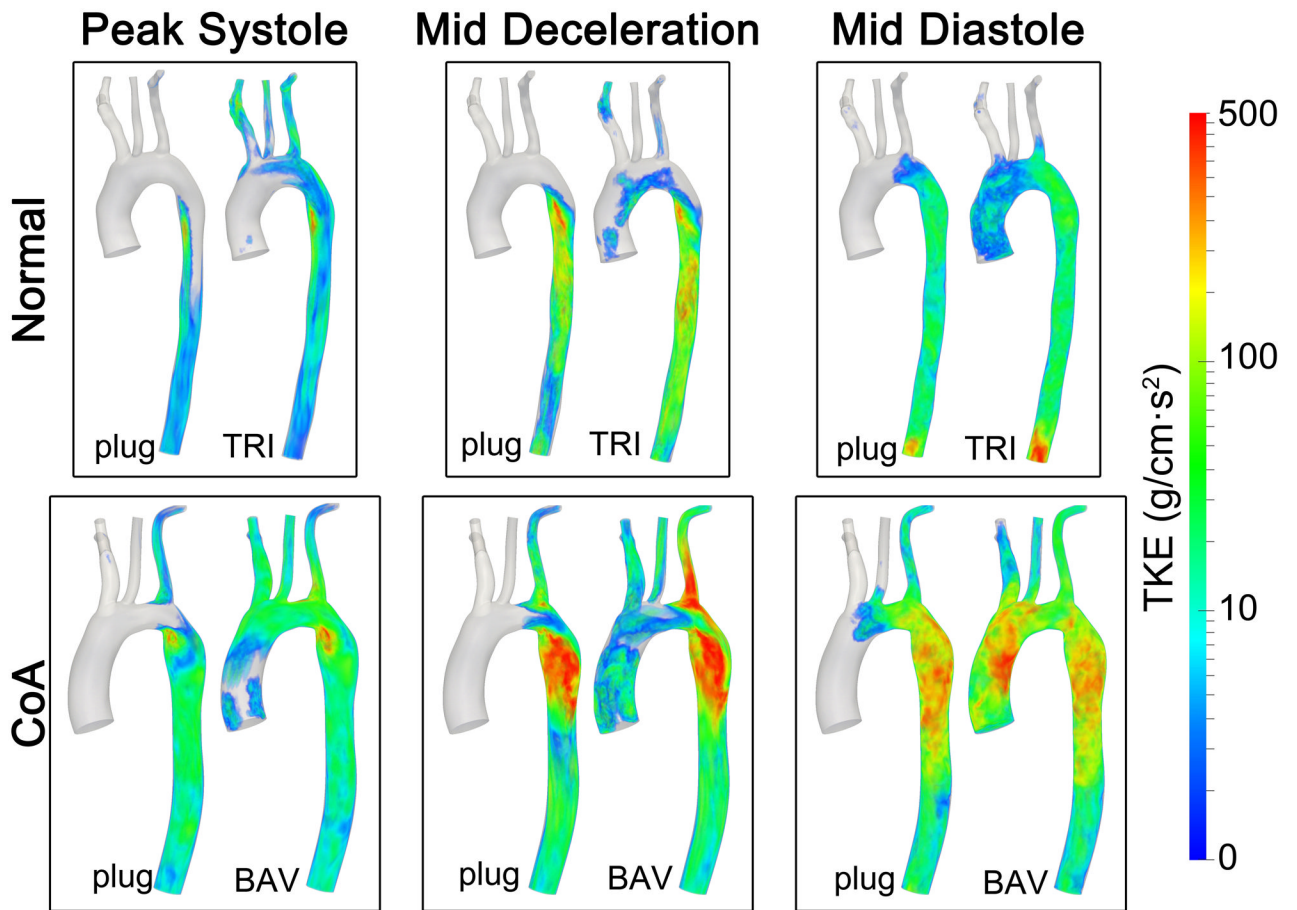 Peak Systole
Mid Deceleration
Mid Diastole
Normal
plug
TRI
plug
TRI
plug
TRI
CoA
plug
BAV
plug
BAV
plug
BAV
500
100
10
0
TKE (g/cm·s²)